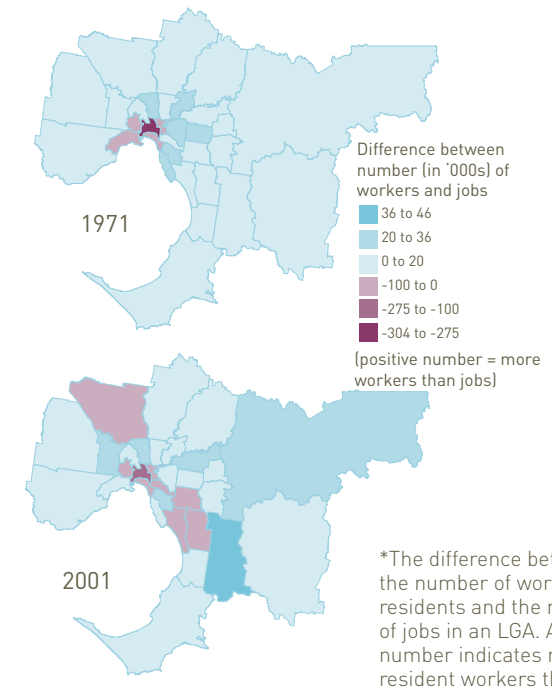 Difference between
number (in ‘000s) of
workers and jobs
36 to 46
20 to 36
0 to 20
-100 to 0
-275 to -100
-304 to -275
(positive number = more
workers than jobs)
1971
2001
*The difference bet
the number of wor
residents and the
of jobs in an LGA. A
number indicates
resident workers th